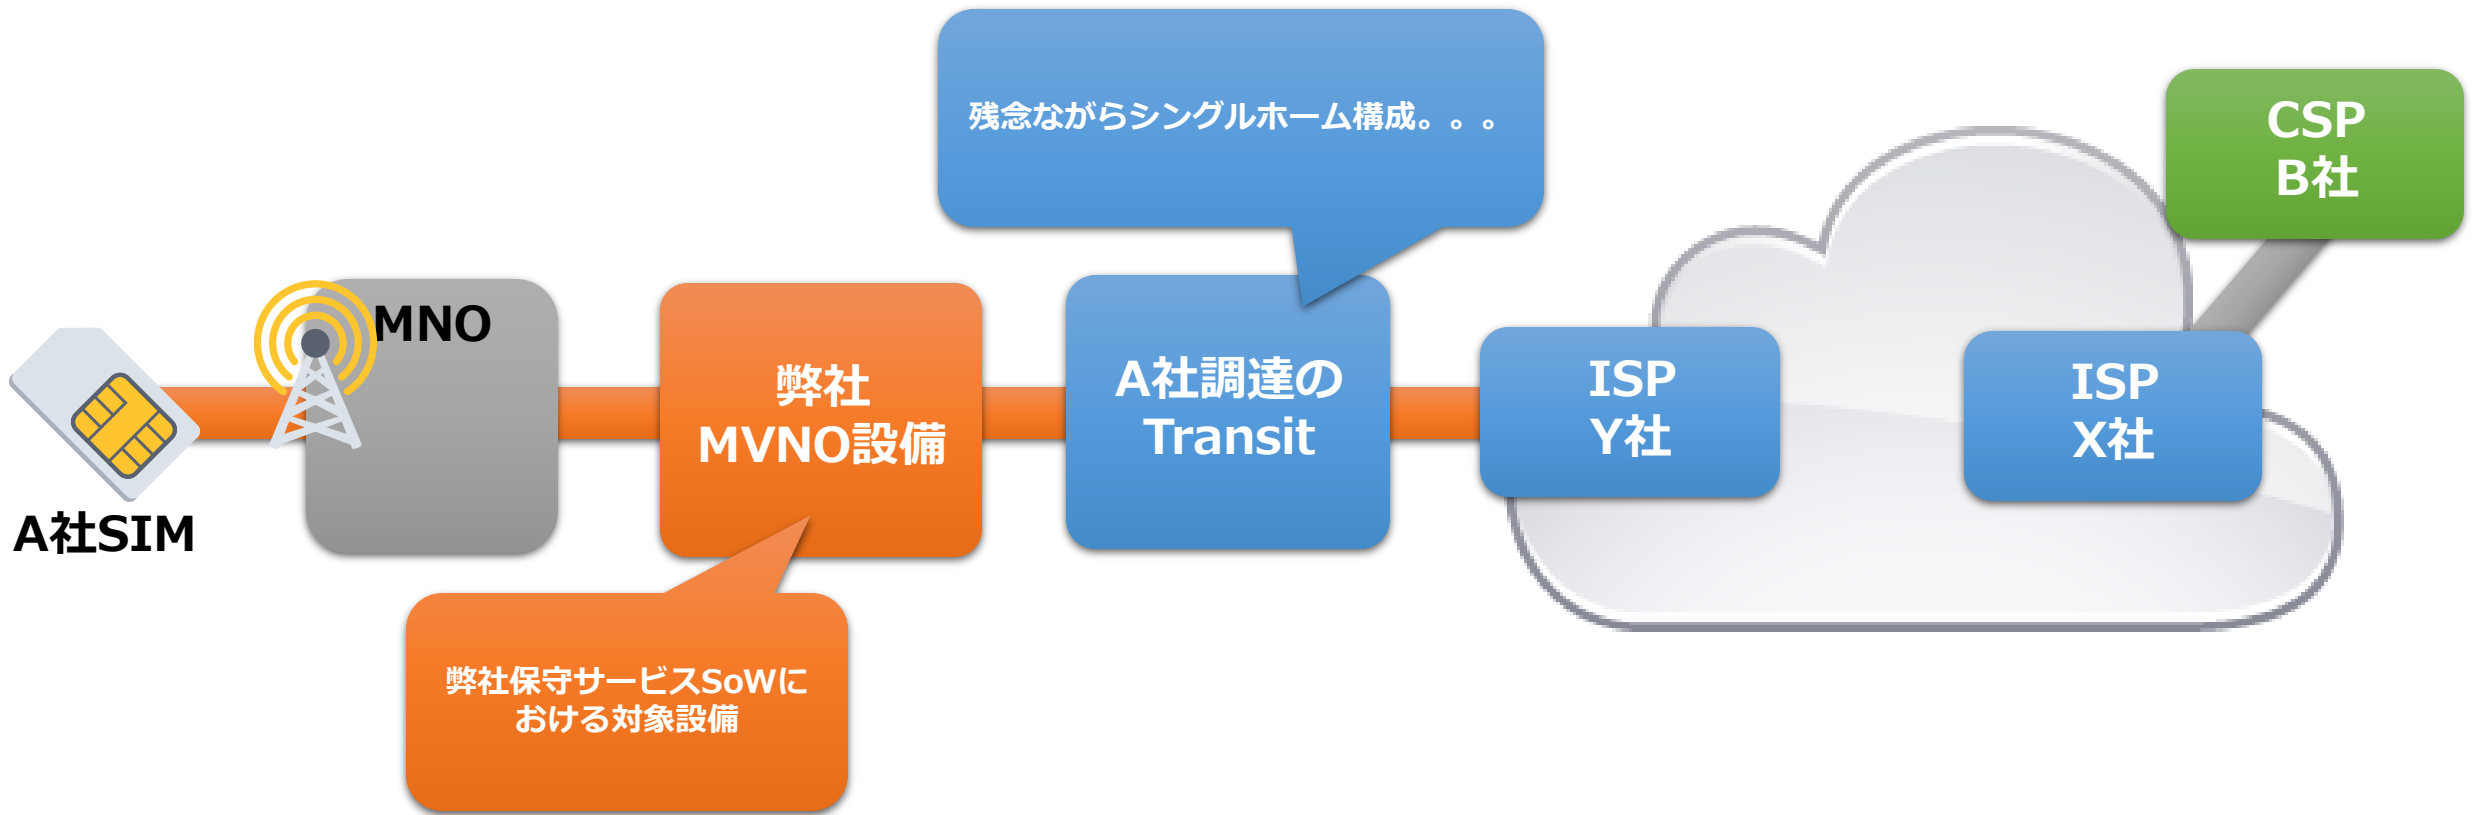 残念ながらシングルホーム構成。。。
CSP
B社
MNO
弊社
MVNO設備
A社調達の
Transit
ISP
Y社
ISP
X社
A社SIM
弊社保守サービスSoWに
おける対象設備